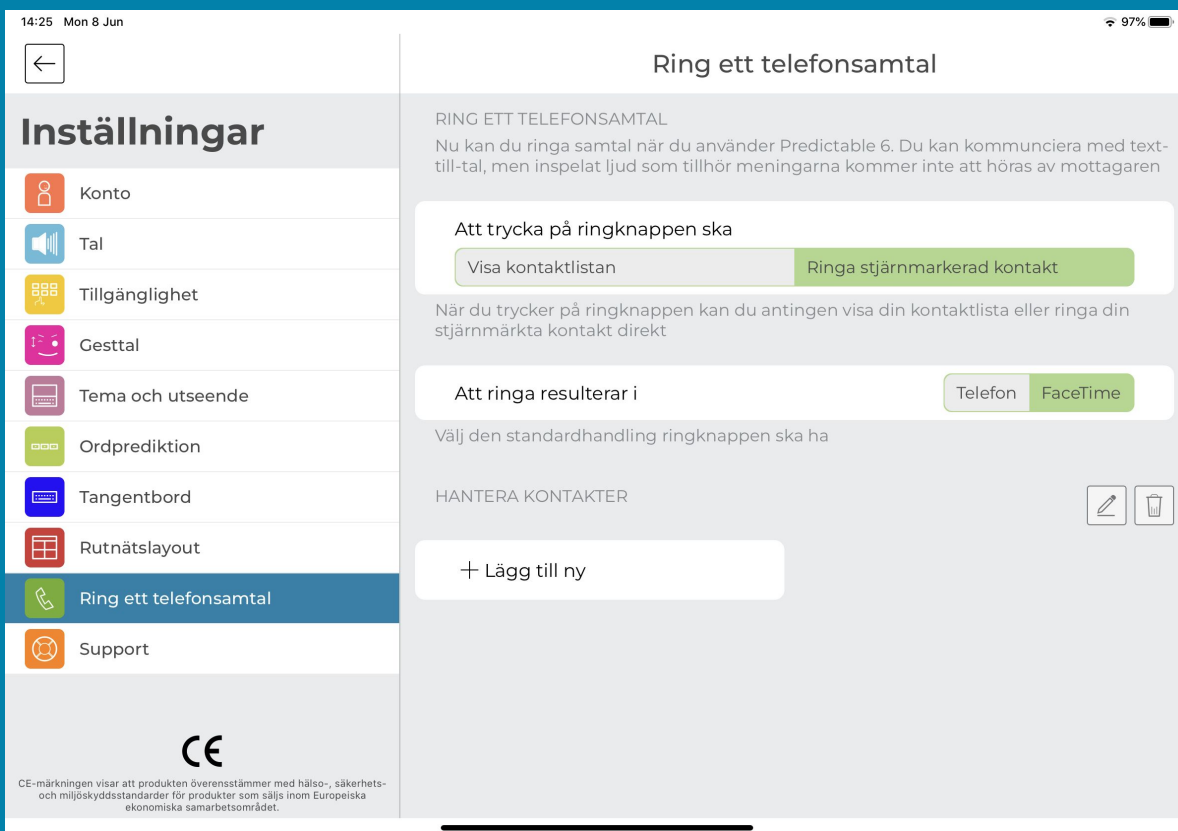 14:25 Mon 8 Jun
97%
Ring ett telefonsamtal
Inställningar
Konto
Tal
Tillgänglighet
Gesttal
Tema och utseende
Ordprediktion
Tangentbord
Rutnätslayout
Ring ett telefonsamtal
Support
CE
CE-märkningen visar att produkten överensstämmer med hälso-, säkerhets-
och miljöskyddsstandarder för produkter som säljs inom Europeiska
ekonomiska samarbetsområdet.
RING ETT TELEFONSAMTAL
Nu kan du ringa samtal när du använder Predictable 6. Du kan kommunciera med text-
till-tal, men inspelat ljud som tillhör meningarna kommer inte att höras av mottagaren
Att trycka på ringknappen ska
Visa kontaktlistan Ringa stjärnmarkerad kontakt
När du trycker på ringknappen kan du antingen visa din kontaktlista eller ringa din
stjärnmärkta kontakt direkt
Att ringa resulterar i Telefon FaceTime
Välj den standardhandling ringknappen ska ha
HANTERA KONTAKTER
+ Lägg till ny